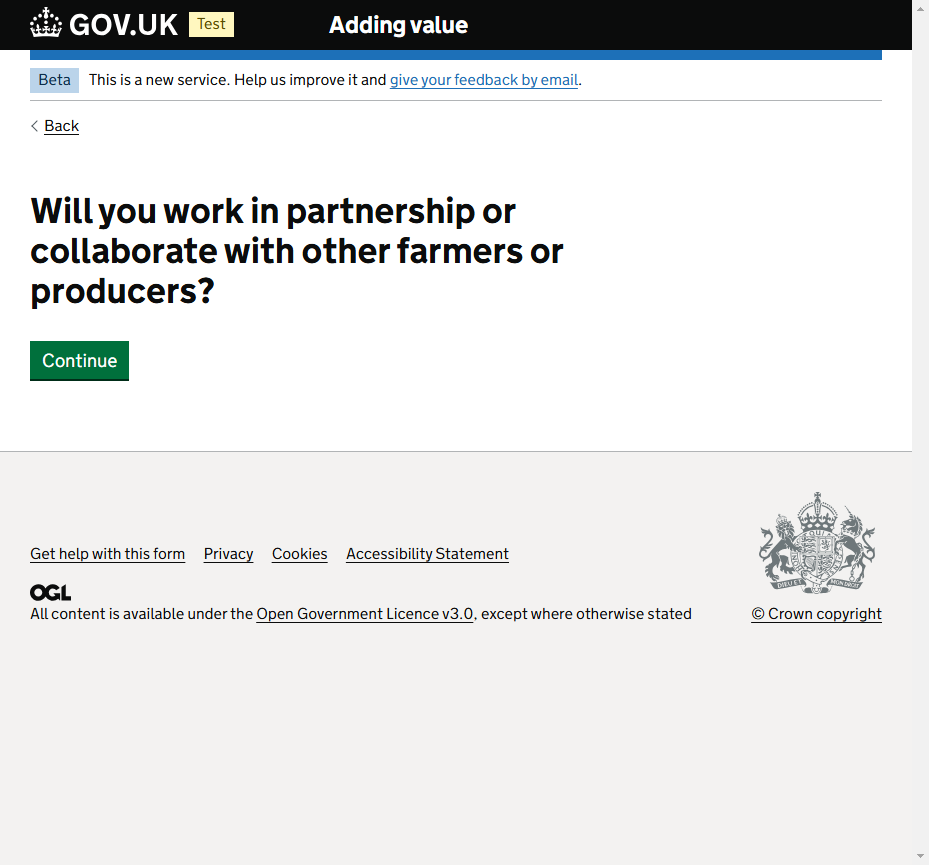 GOV.UK Test Adding value
Beta This is a new service. Help us improve it and give your feedback by email.
Back
Will you work in partnership or
collaborate with other farmers or
producers?
Continue
Get help with this form Privacy Cookies Accessibility Statement
OGL
All content is available under the Open Government Licence v3.0, except where otherwise stated
© Crown copyright